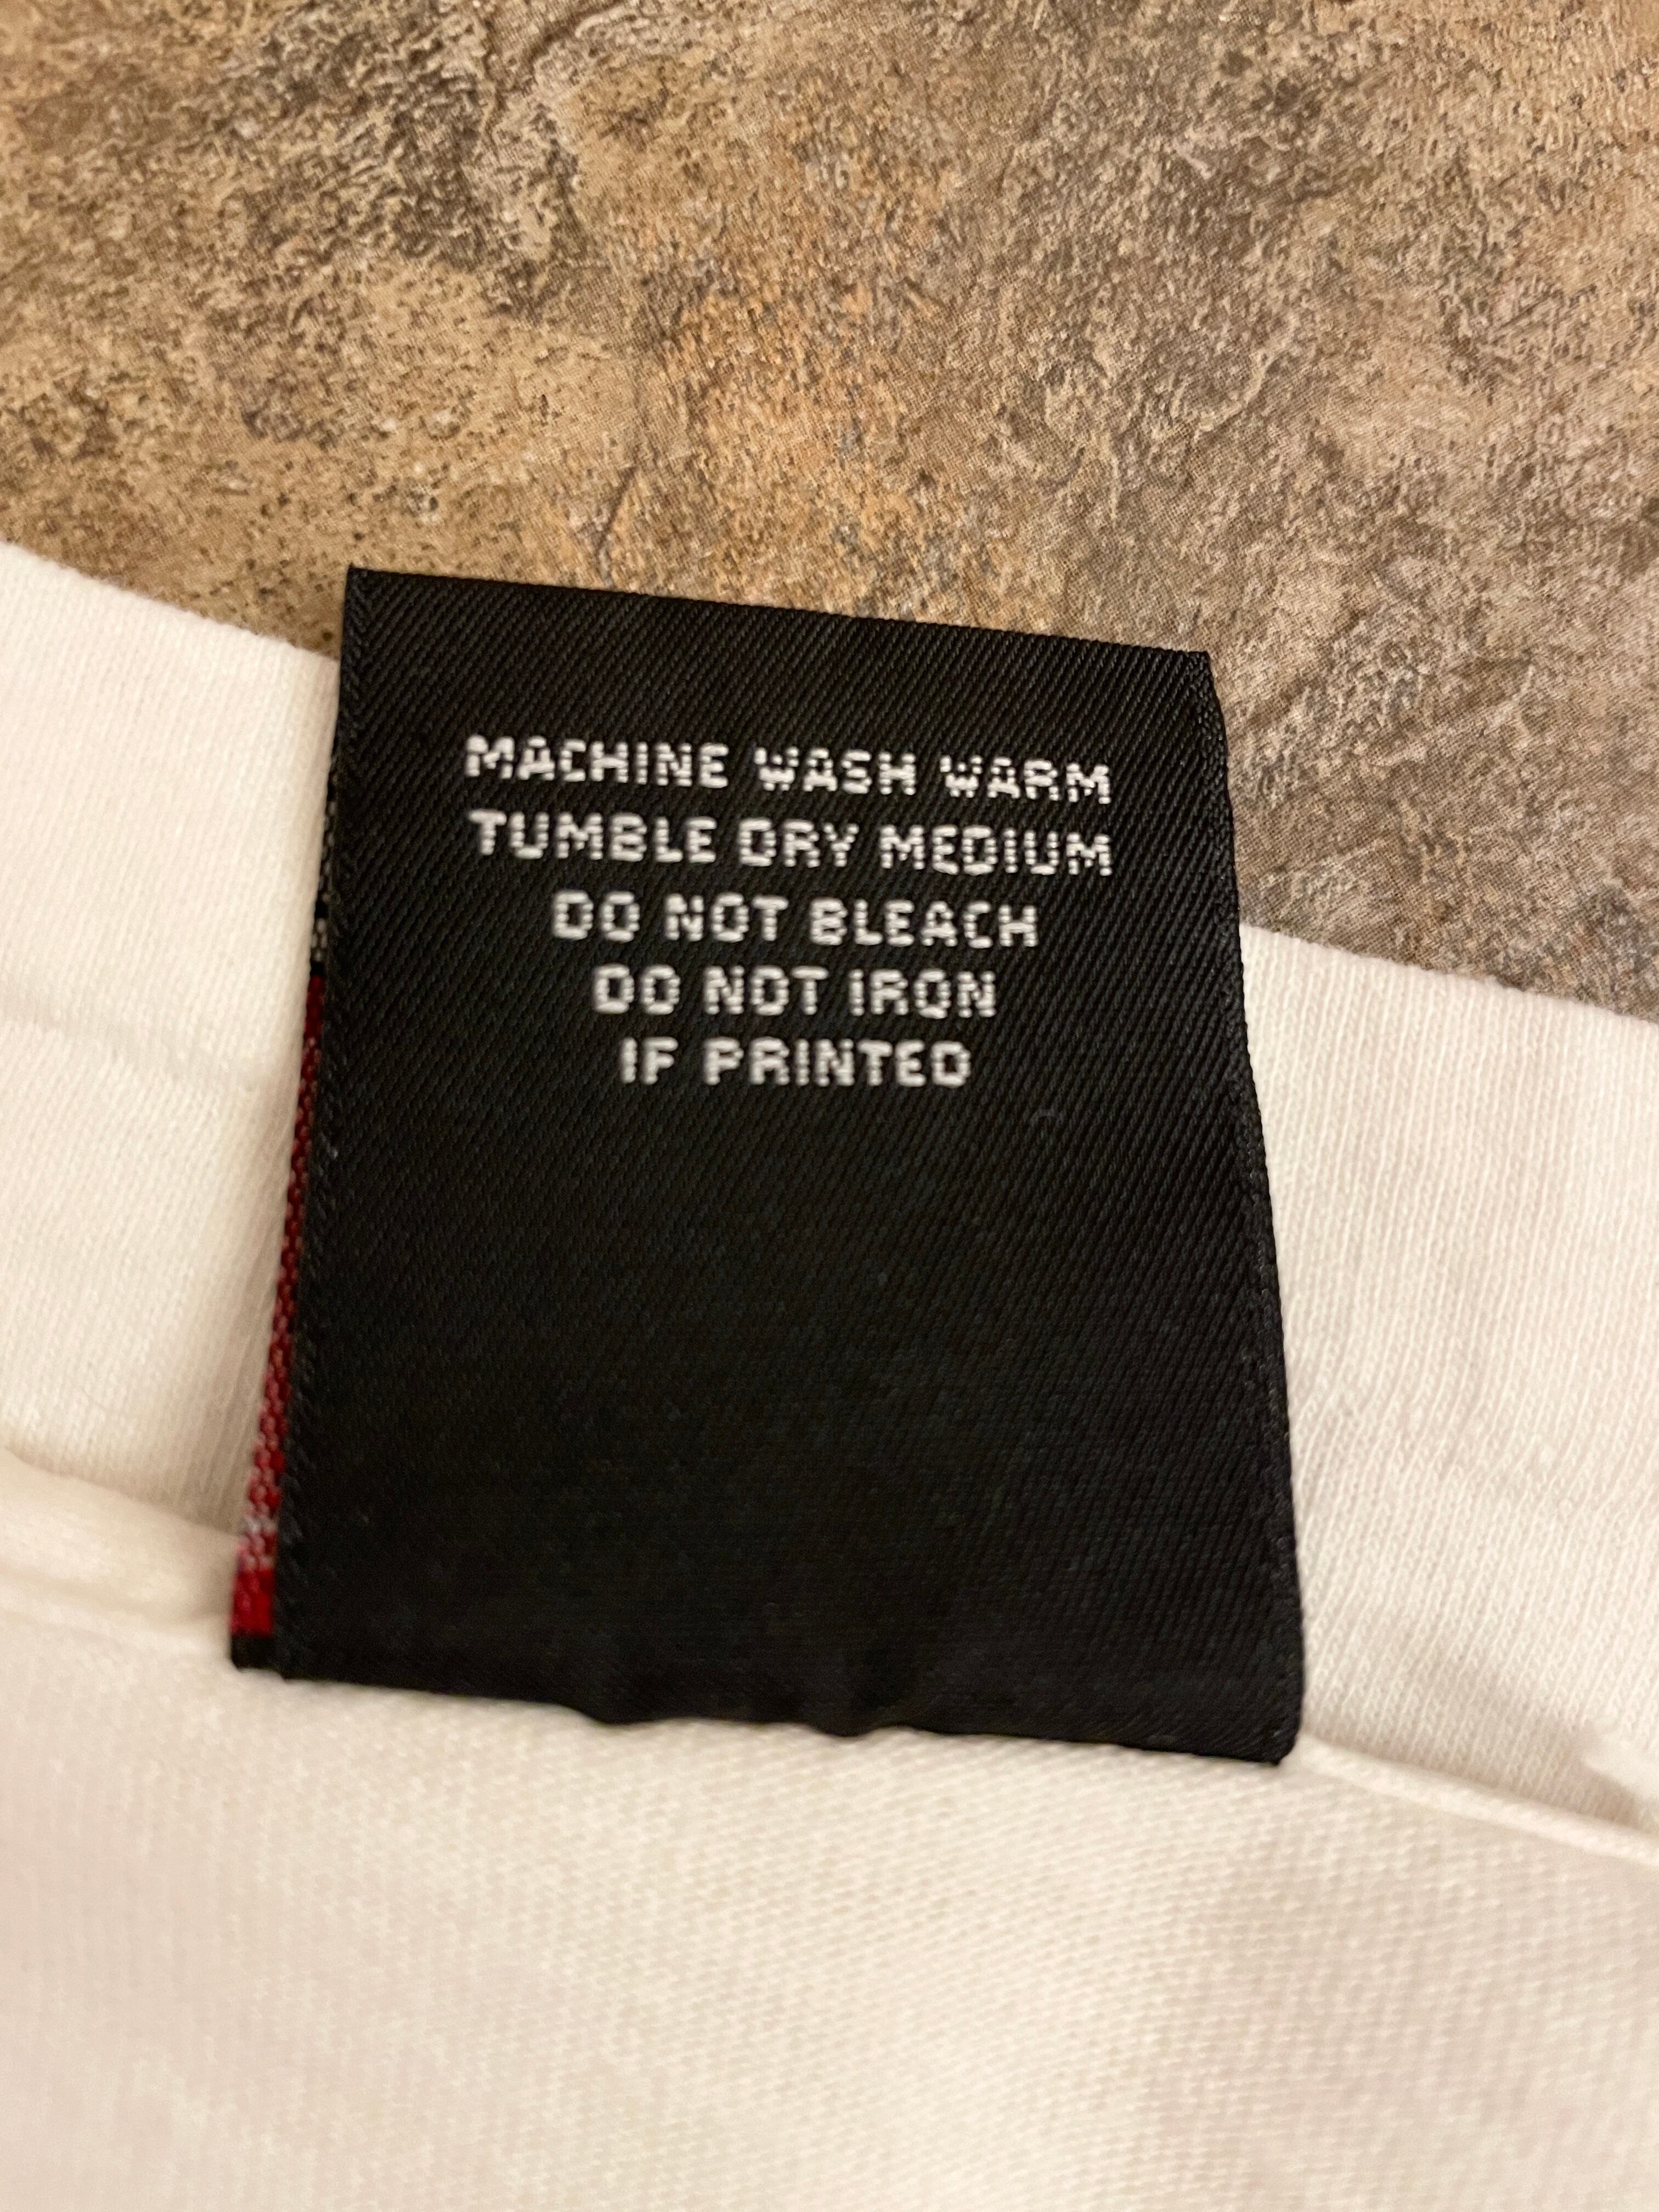 MACHINE WASH WARM
TUMBLE DRY MEDIUM
DO NOT BLEACH
DO NOT IRON
IF PRINTED